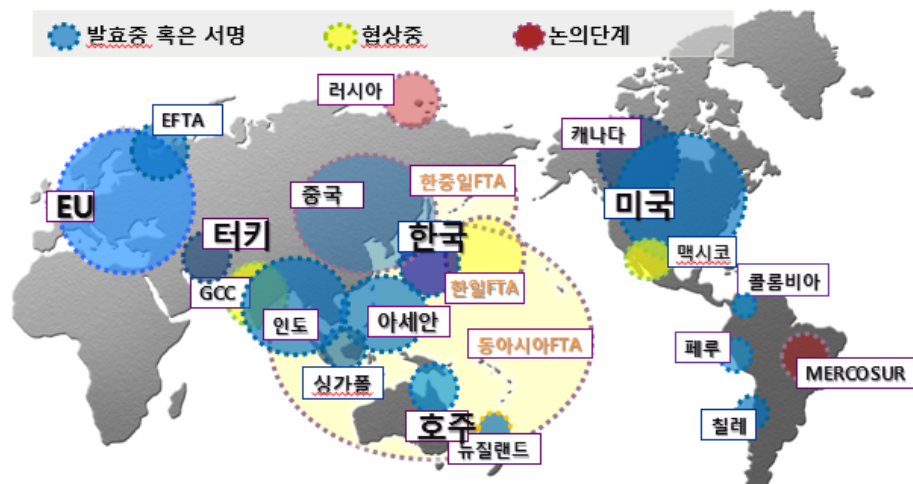 발효중 혹은 서명
협상중
논의단계
러시아
EFTA
캐나다
중국
한중일FTA
EU
미국
터키
한국
맥시코
콜롬비아
GCC
한일FTA
인도
아세안
동아시아FTA
페루
MERCOSUR
싱가폴
호주
칠레
뉴질랜드